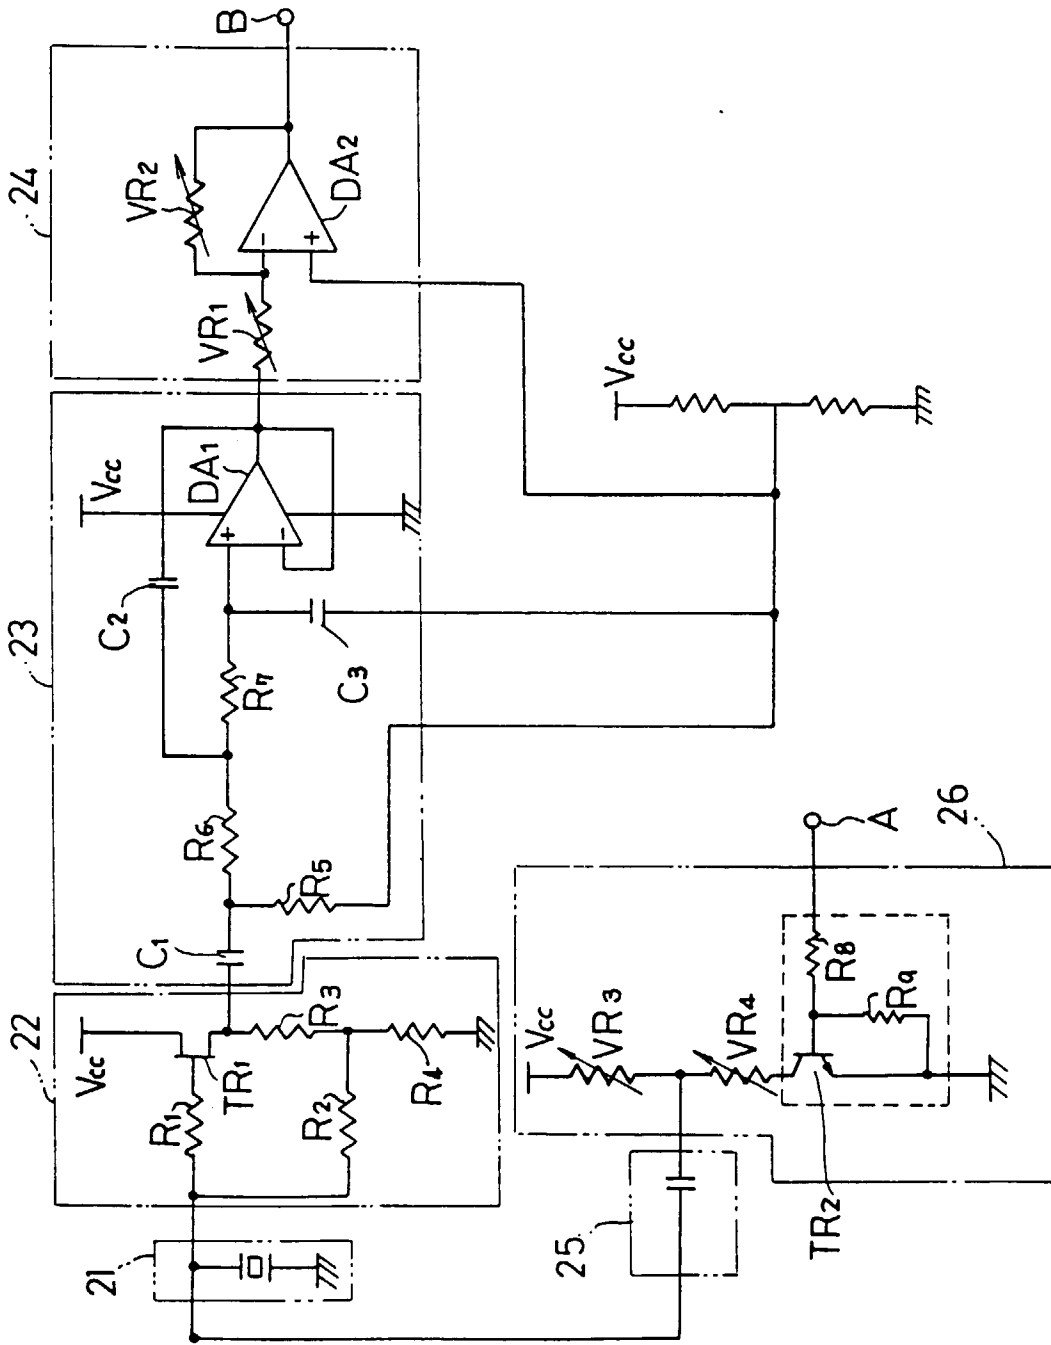 21
22
23
24
25
26
Vcc
R1
TR1
R2
R3
R4
C1
R5
R6
R7
C2
C3
Vcc
DA1
+
-
VR1
VR2
-
+
DA2
B
Vcc
Vcc
VR3
VR4
TR2
R8
R9
A